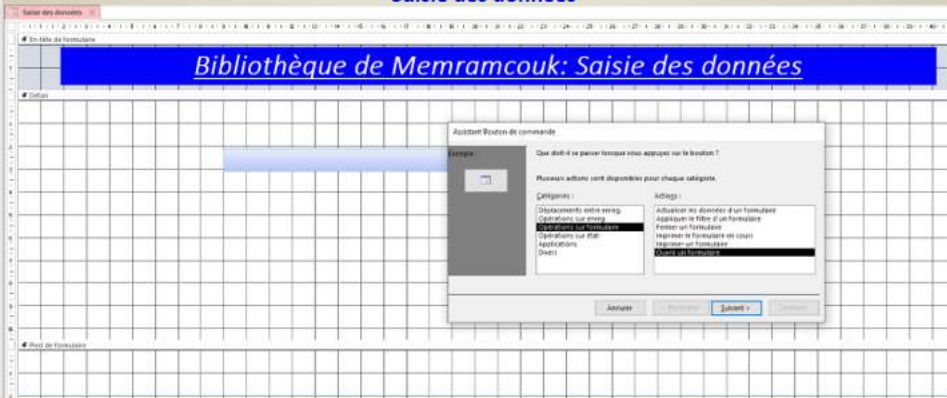 Saisie des données
Saisie des données
En-tête de formulaire
Bibliothèque de Memramcouk: Saisie des données
Détail
Assistant Bouton de commande
Exemple :
Que doit-il se passer lorsque vous appuyez sur le bouton ?
Plusieurs actions sont disponibles pour chaque catégorie.
Catégories :
Actions :
Déplacements entre enreg.
Opérations sur enreg.
Opérations sur formulaire
Opérations sur état
Applications
Divers
Actualiser les données d'un formulaire
Appliquer le filtre d'un formulaire
Fermer un formulaire
Imprimer le formulaire en cours
Imprimer un formulaire
Ouvrir un formulaire
Annuler
< Précédent
Suivant >
Terminer
Pied de formulaire